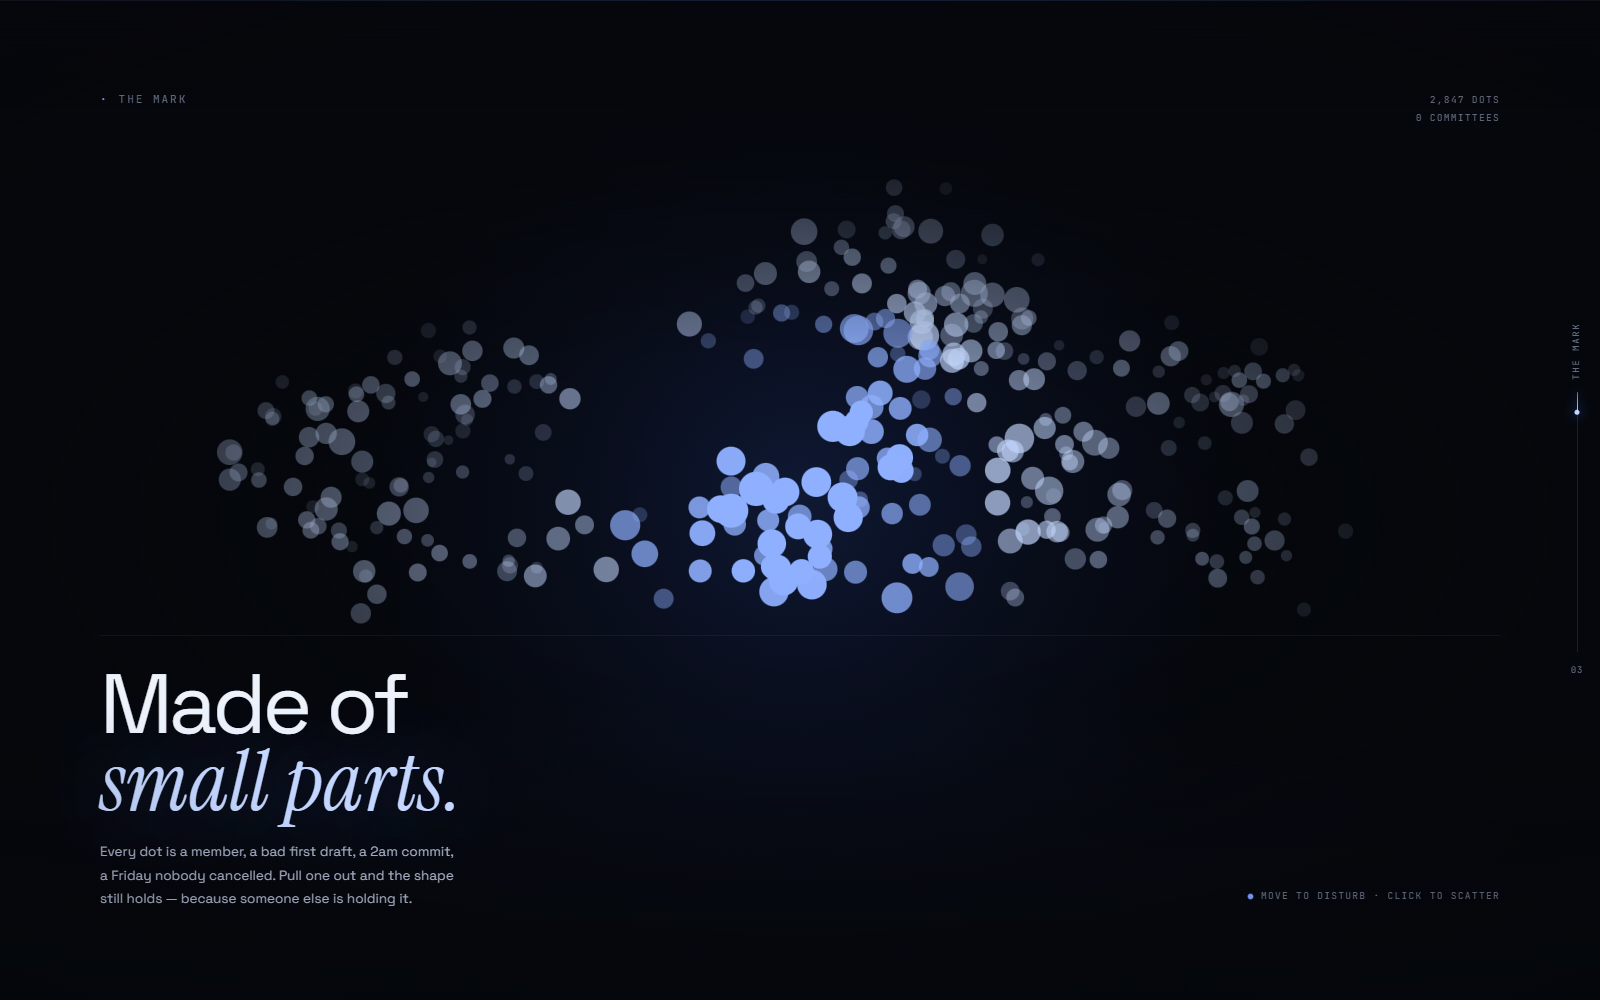 · THE MARK
2,847 DOTS
0 COMMITTEES
THE MARK
03
Made of
small parts.
Every dot is a member, a bad first draft, a 2am commit,
a Friday nobody cancelled. Pull one out and the shape
still holds — because someone else is holding it.
MOVE TO DISTURB · CLICK TO SCATTER